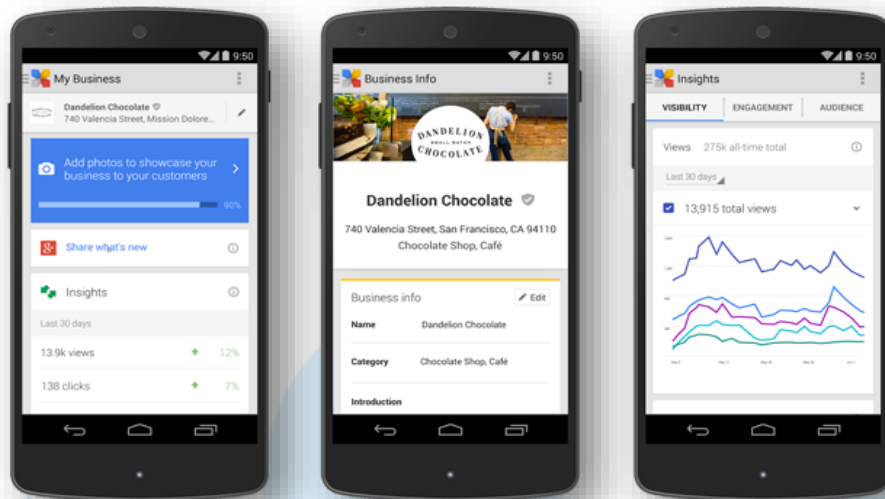 9:50
My Business
Dandelion Chocolate
740 Valencia Street, Mission Dolore...
Add photos to showcase your
business to your customers
90%
Share what's new
Insights
Last 30 days
13.9k views
12%
138 clicks
7%
9:50
Business Info
DANDELION
SMALL-BATCH
CHOCOLATE
Dandelion Chocolate
740 Valencia Street, San Francisco, CA 94110
Chocolate Shop, Café
Business info
Edit
Name Dandelion Chocolate
Category Chocolate Shop, Café
Introduction
9:50
Insights
VISIBILITY ENGAGEMENT AUDIENCE
Views 275k all-time total
Last 30 days
13,915 total views